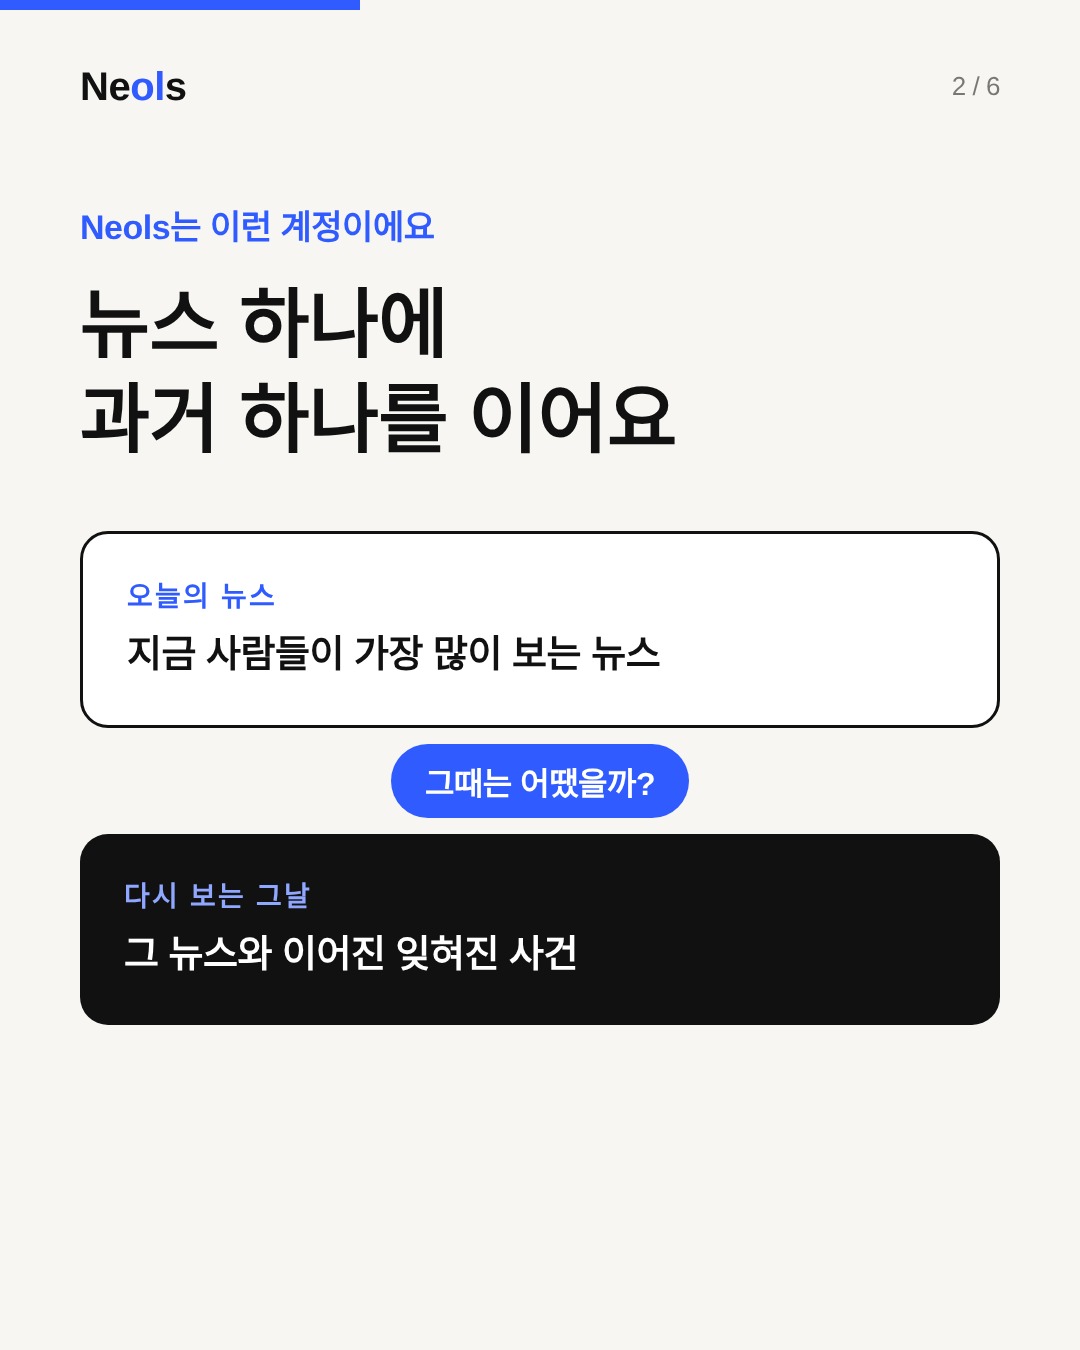 Neols
2 / 6
Neols는 이런 계정이에요
뉴스 하나에
과거 하나를 이어요
오늘의 뉴스
지금 사람들이 가장 많이 보는 뉴스
그때는 어땠을까?
다시 보는 그날
그 뉴스와 이어진 잊혀진 사건